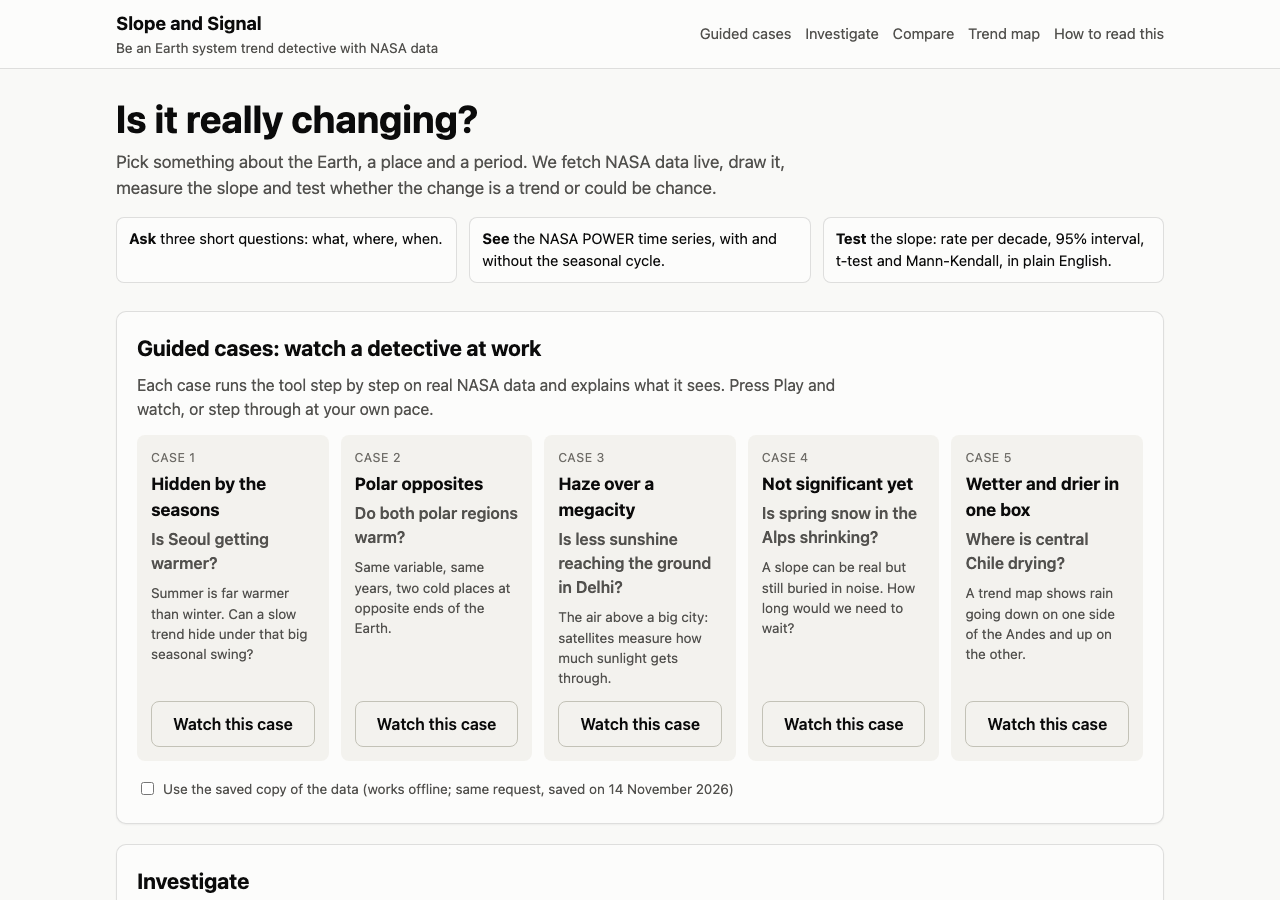 Slope and Signal
Be an Earth system trend detective with NASA data
Guided cases Investigate Compare Trend map How to read this
Is it really changing?
Pick something about the Earth, a place and a period. We fetch NASA data live, draw it,
measure the slope and test whether the change is a trend or could be chance.
Ask three short questions: what, where, when.
See the NASA POWER time series, with and
without the seasonal cycle.
Test the slope: rate per decade, 95% interval,
t-test and Mann-Kendall, in plain English.
Guided cases: watch a detective at work
Each case runs the tool step by step on real NASA data and explains what it sees. Press Play and
watch, or step through at your own pace.
CASE 1
Hidden by the
seasons
Is Seoul getting
warmer?
Summer is far warmer
than winter. Can a slow
trend hide under that big
seasonal swing?
Watch this case
CASE 2
Polar opposites
Do both polar regions
warm?
Same variable, same
years, two cold places at
opposite ends of the
Earth.
Watch this case
CASE 3
Haze over a
megacity
Is less sunshine
reaching the ground
in Delhi?
The air above a big city:
satellites measure how
much sunlight gets
through.
Watch this case
CASE 4
Not significant yet
Is spring snow in the
Alps shrinking?
A slope can be real but
still buried in noise. How
long would we need to
wait?
Watch this case
CASE 5
Wetter and drier in
one box
Where is central
Chile drying?
A trend map shows rain
going down on one side
of the Andes and up on
the other.
Watch this case
Use the saved copy of the data (works offline; same request, saved on 14 November 2026)
Investigate